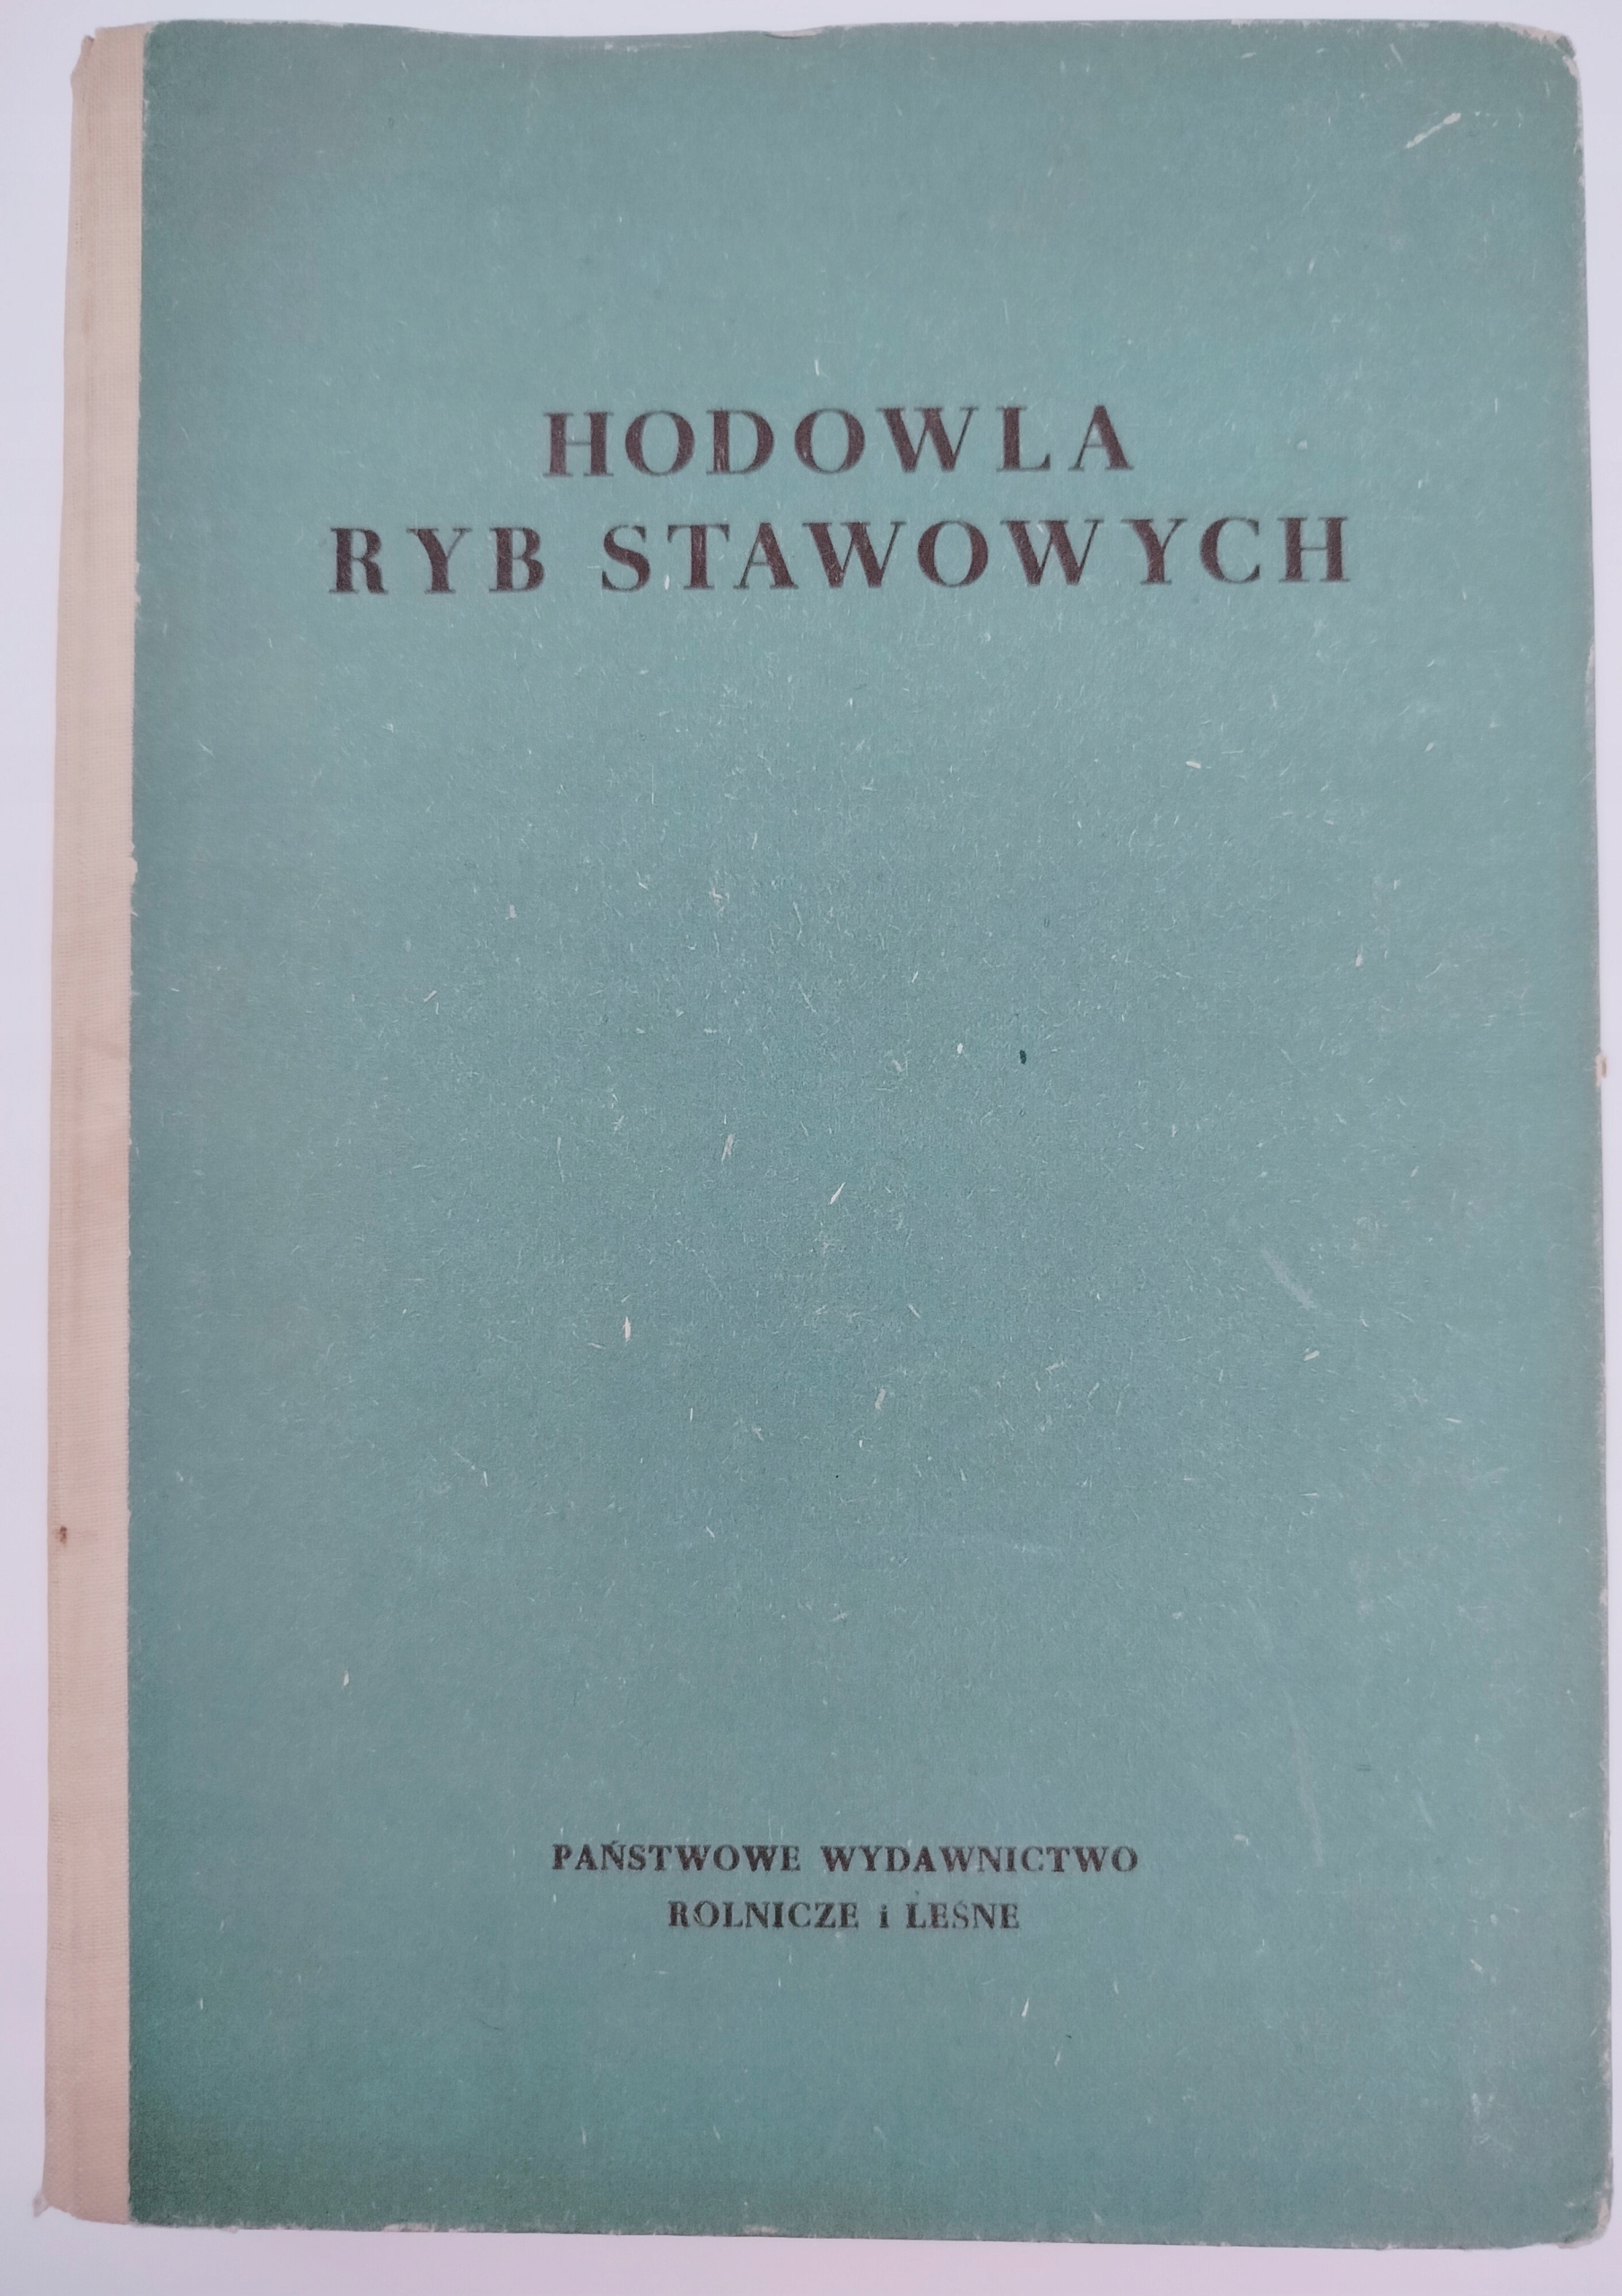 HODOWLA
RYB STAWOWYCH
PAŃSTWOWE WYDAWNICTWO
ROLNICZE i LEŚNE